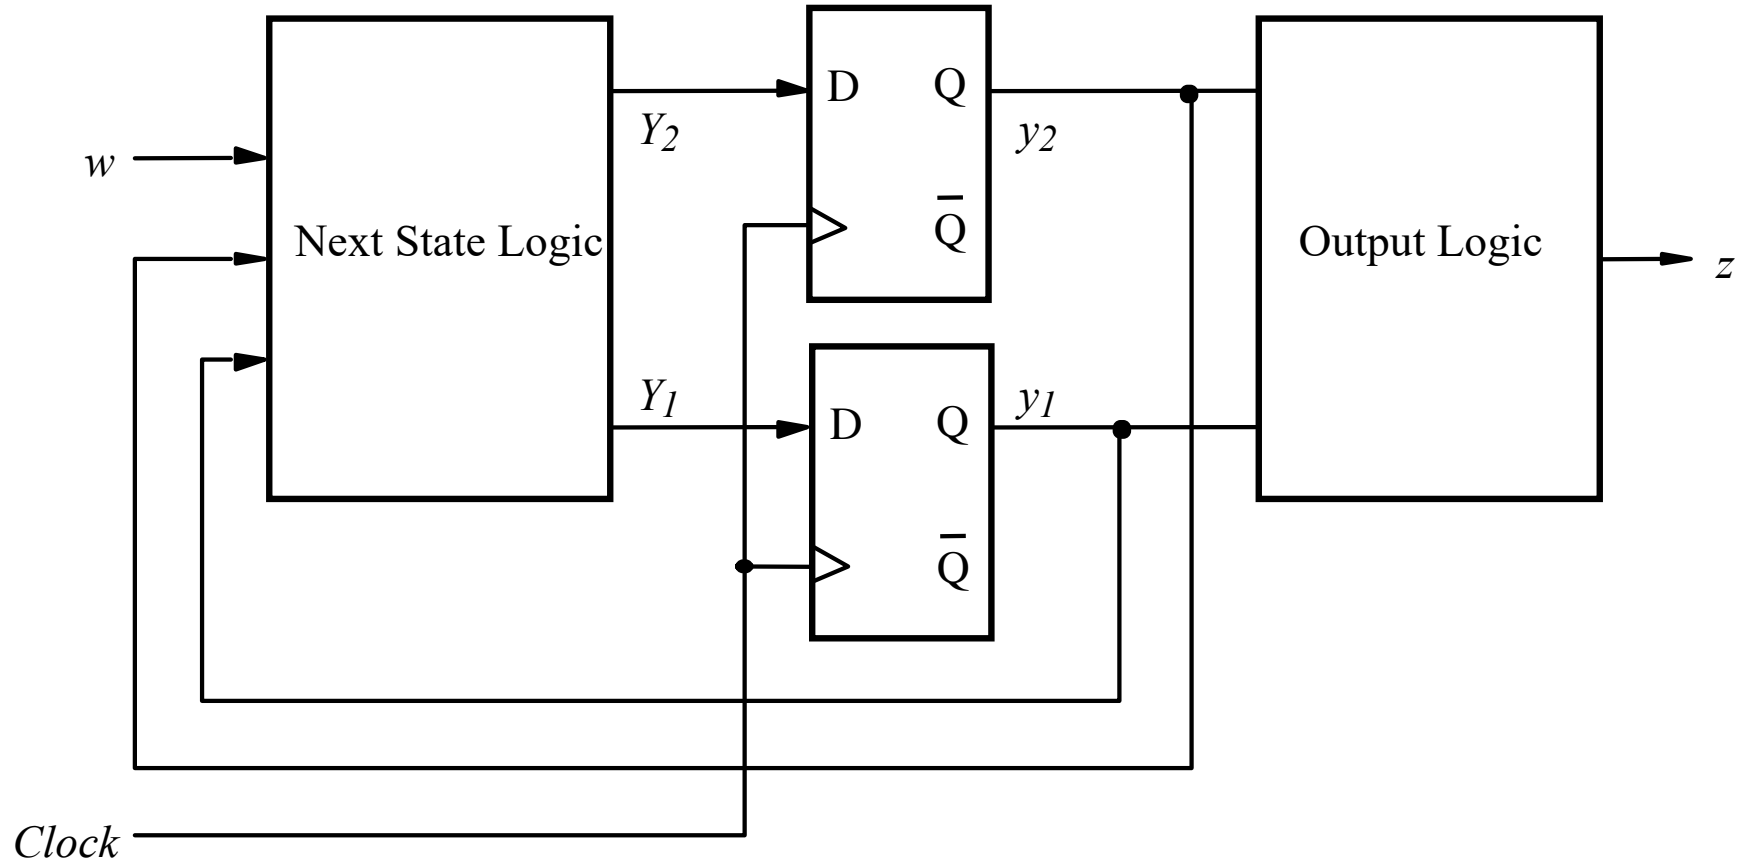 w
Next State Logic
Y2
D
Q
y2
Q̅
Output Logic
z
Y1
D
Q
y1
Q̅
Clock